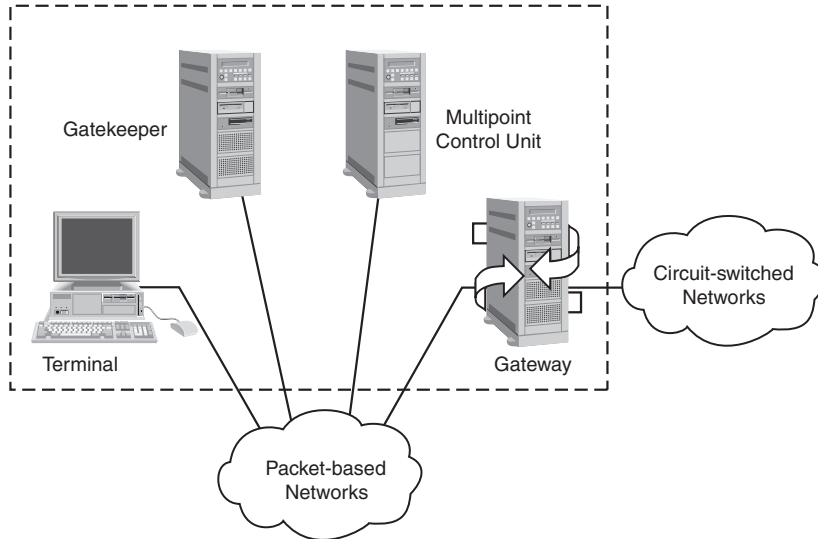 Gatekeeper
Multipoint
Control Unit
Terminal
Gateway
Circuit-switched
Networks
Packet-based
Networks